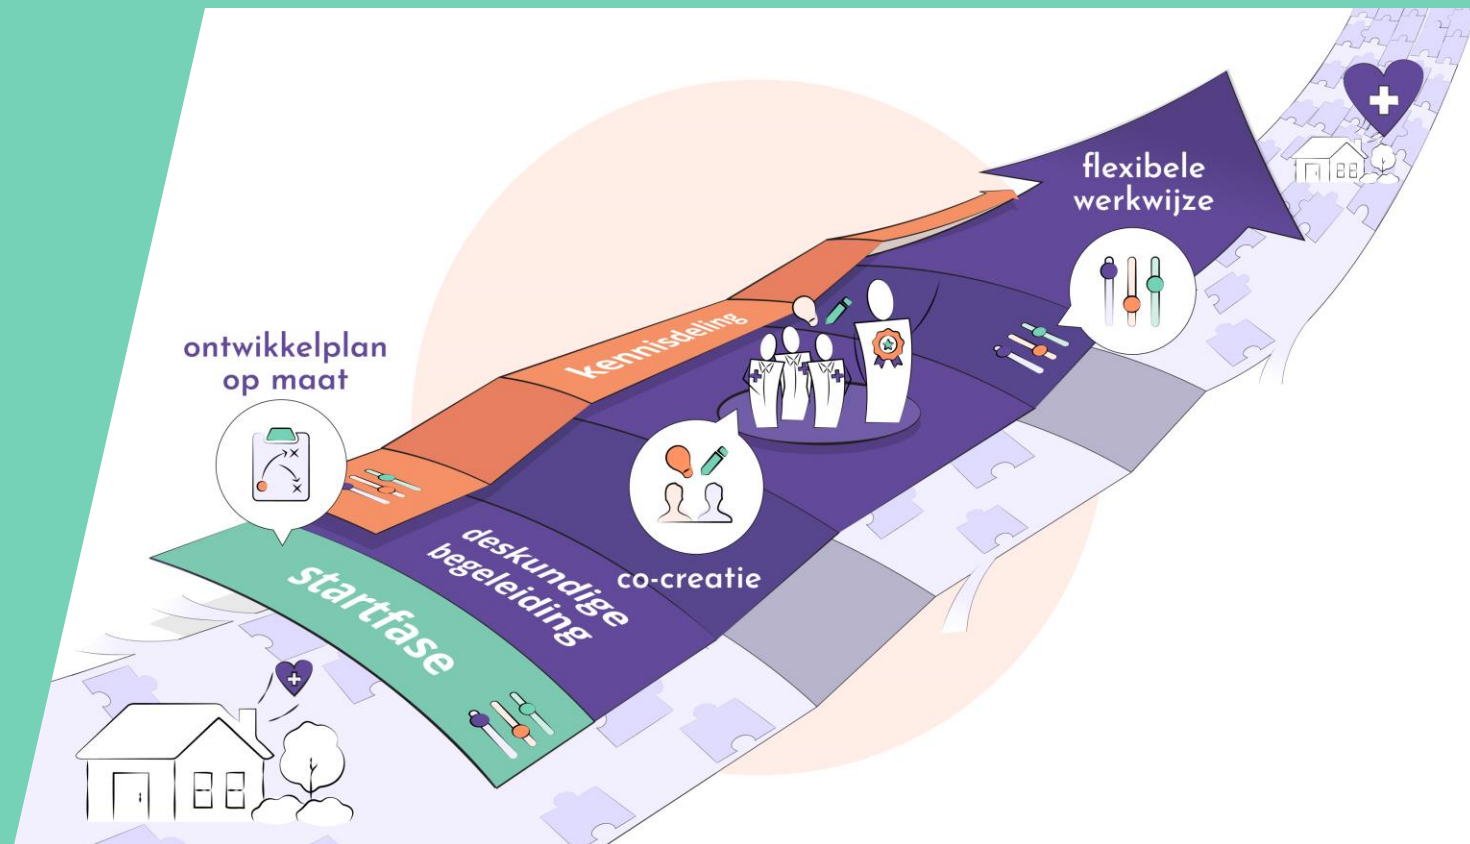 flexibele
werkwijze
kennisdeling
ontwikkelplan
op maat
deskundige
begeleiding
co-creatie
startfase